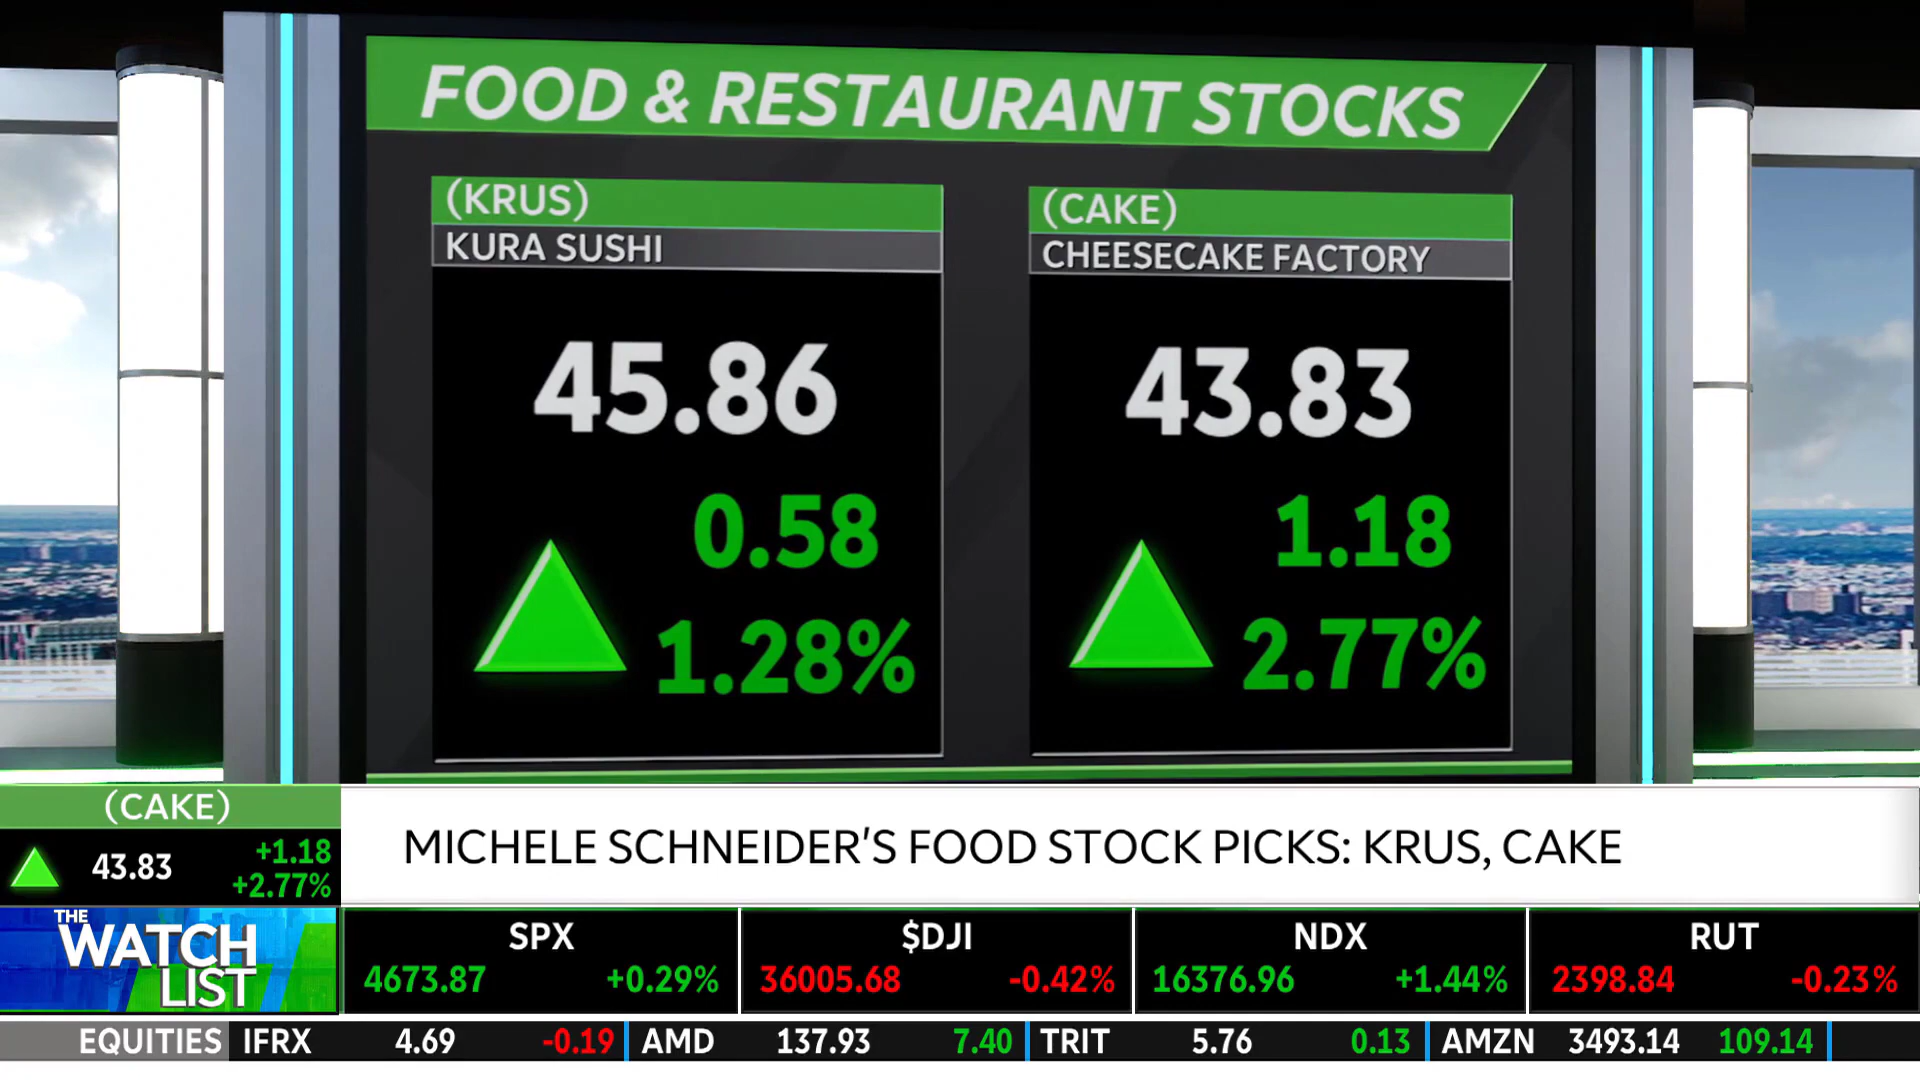 FOOD & RESTAURANT STOCKS
(KRUS)
KURA SUSHI
45.86
0.58
1.28%
(CAKE)
CHEESECAKE FACTORY
43.83
1.18
2.77%
(CAKE)
43.83
+1.18
+2.77%
MICHELE SCHNEIDER'S FOOD STOCK PICKS: KRUS, CAKE
THE
WATCH
LIST
SPX
4673.87 +0.29%
$DJI
36005.68 -0.42%
NDX
16376.96 +1.44%
RUT
2398.84 -0.23%
EQUITIES IFRX 4.69 -0.19 AMD 137.93 7.40 TRIT 5.76 0.13 AMZN 3493.14 109.14